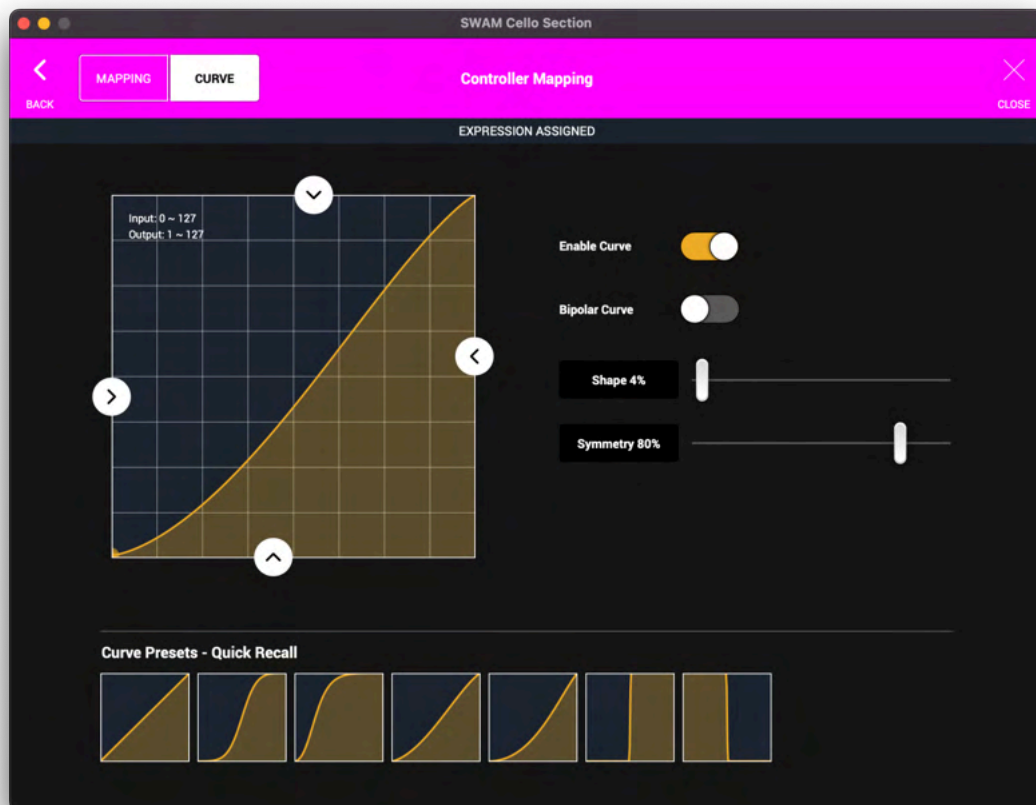 SWAM Cello Section
BACK
MAPPING
CURVE
Controller Mapping
CLOSE
EXPRESSION ASSIGNED
Input: 0 ~ 127
Output: 1 ~ 127
Enable Curve
Bipolar Curve
Shape 4%
Symmetry 80%
Curve Presets - Quick Recall